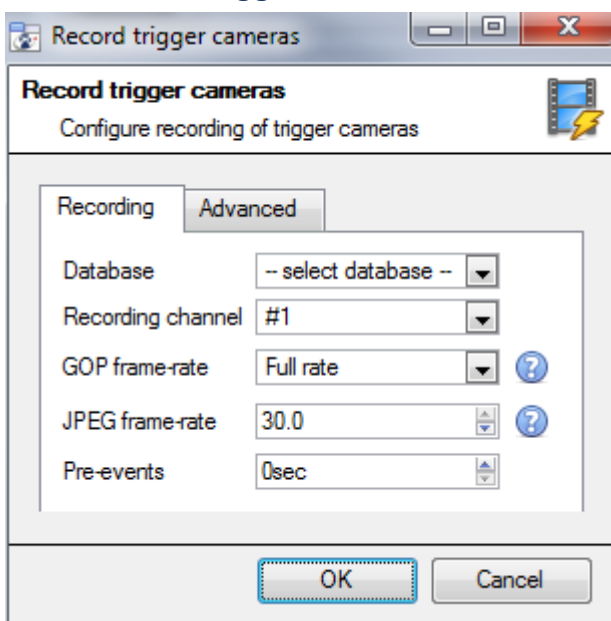 Record trigger cameras
Record trigger cameras
Configure recording of trigger cameras
Recording Advanced
Database -- select database --
Recording channel #1
GOP frame-rate Full rate ?
JPEG frame-rate 30.0 ?
Pre-events 0sec
OK Cancel